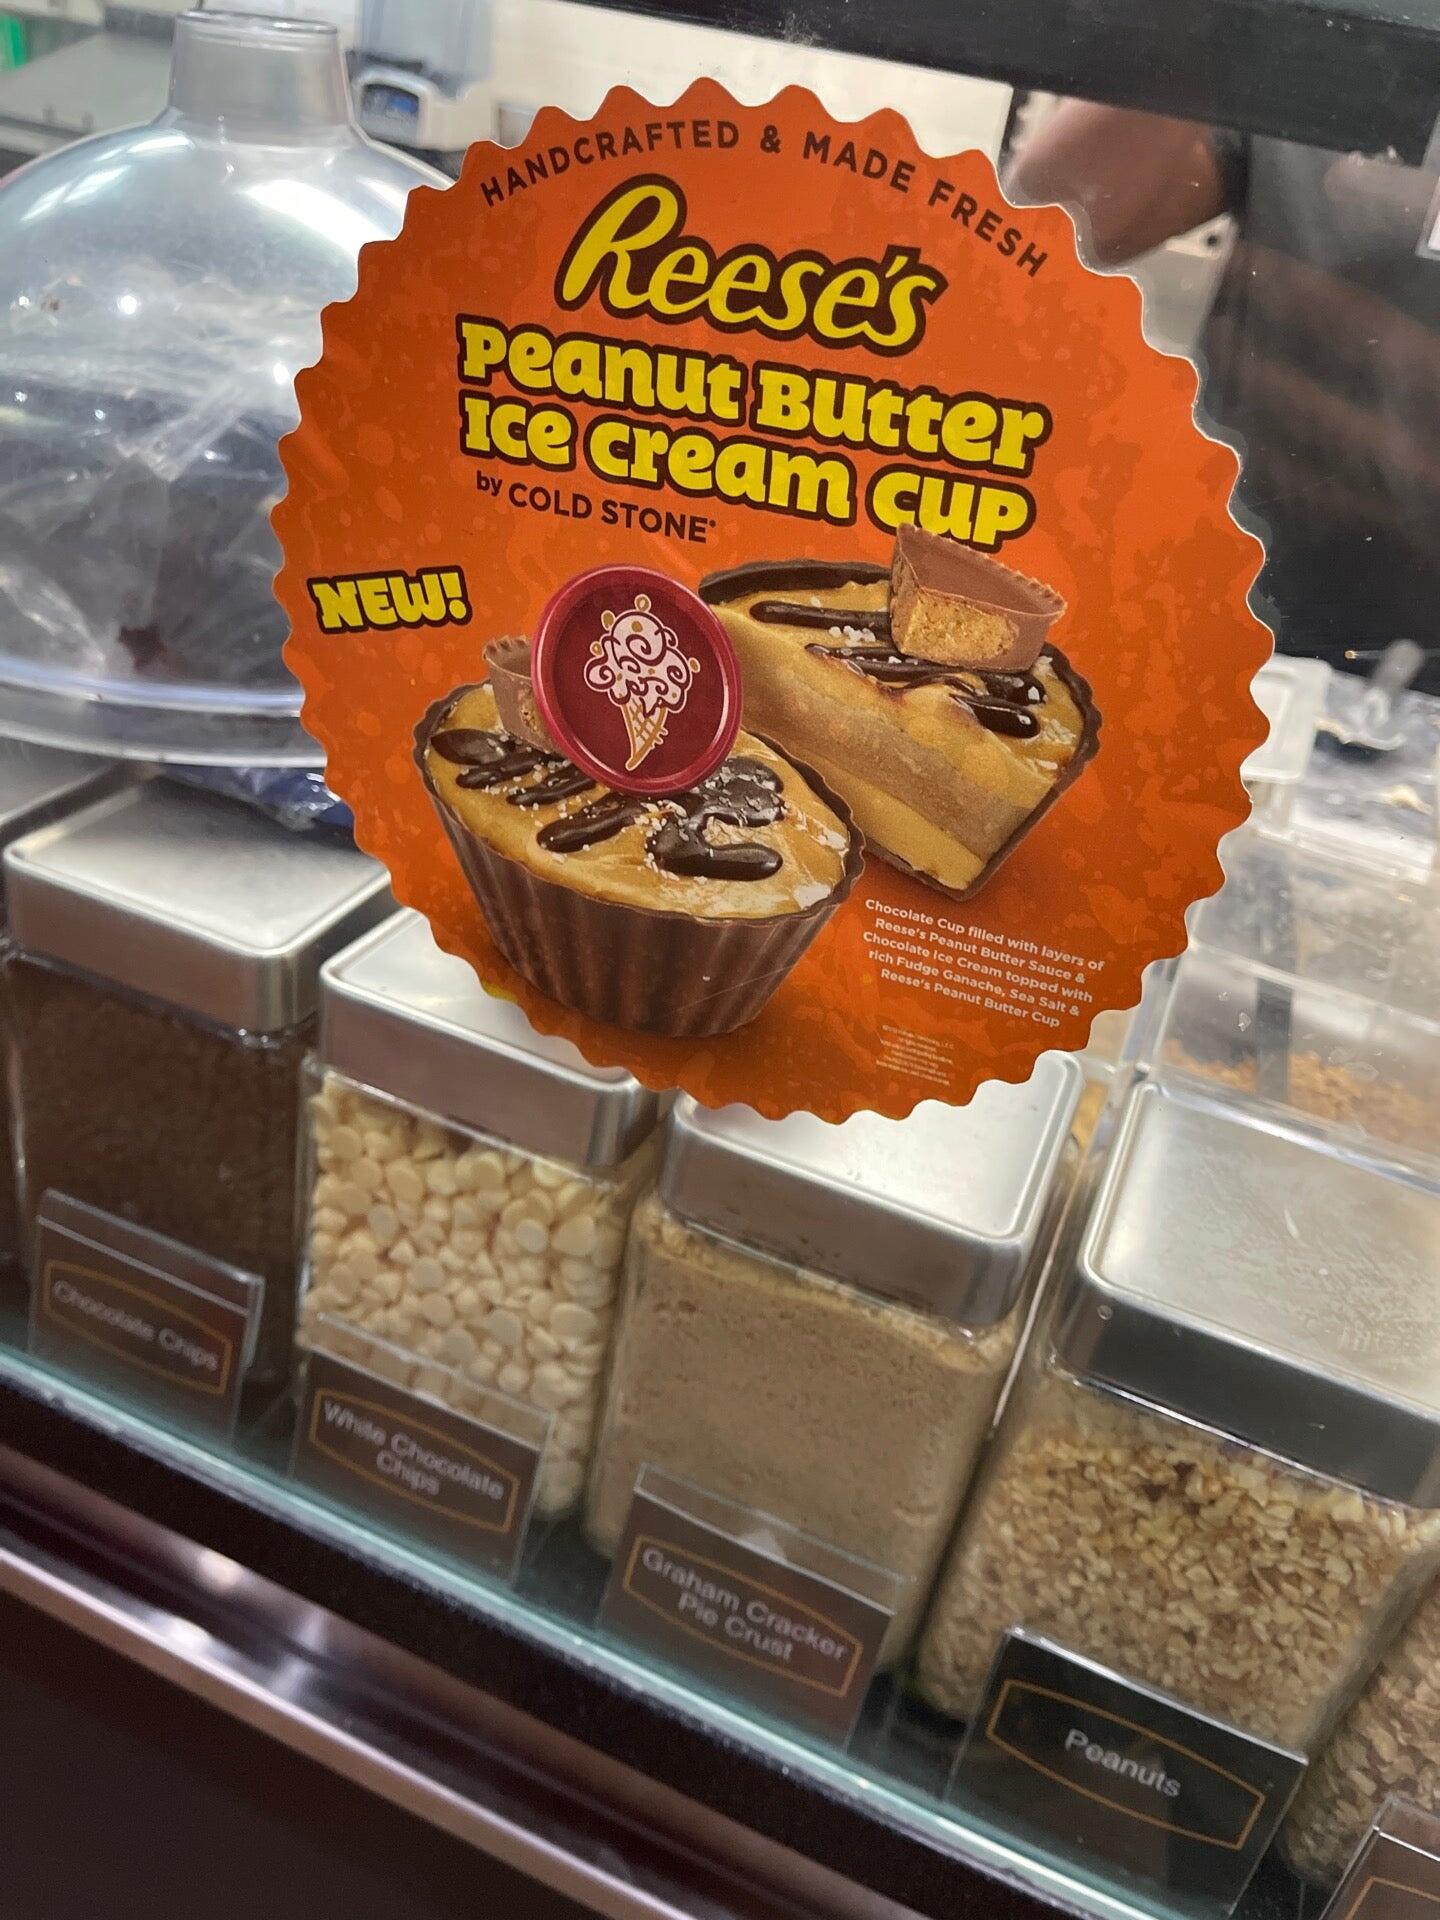 HANDCRAFTED & MADE FRESH
Reese's
Peanut Butter
Ice Cream Cup
by COLD STONE®
NEW!
Chocolate Cup filled with layers of
Reese's Peanut Butter Sauce &
Chocolate Ice Cream topped with
rich Fudge Ganache, Sea Salt &
Reese's Peanut Butter Cup
Chocolate Chips
White Chocolate
Chips
Graham Cracker
Pie Crust
Peanuts